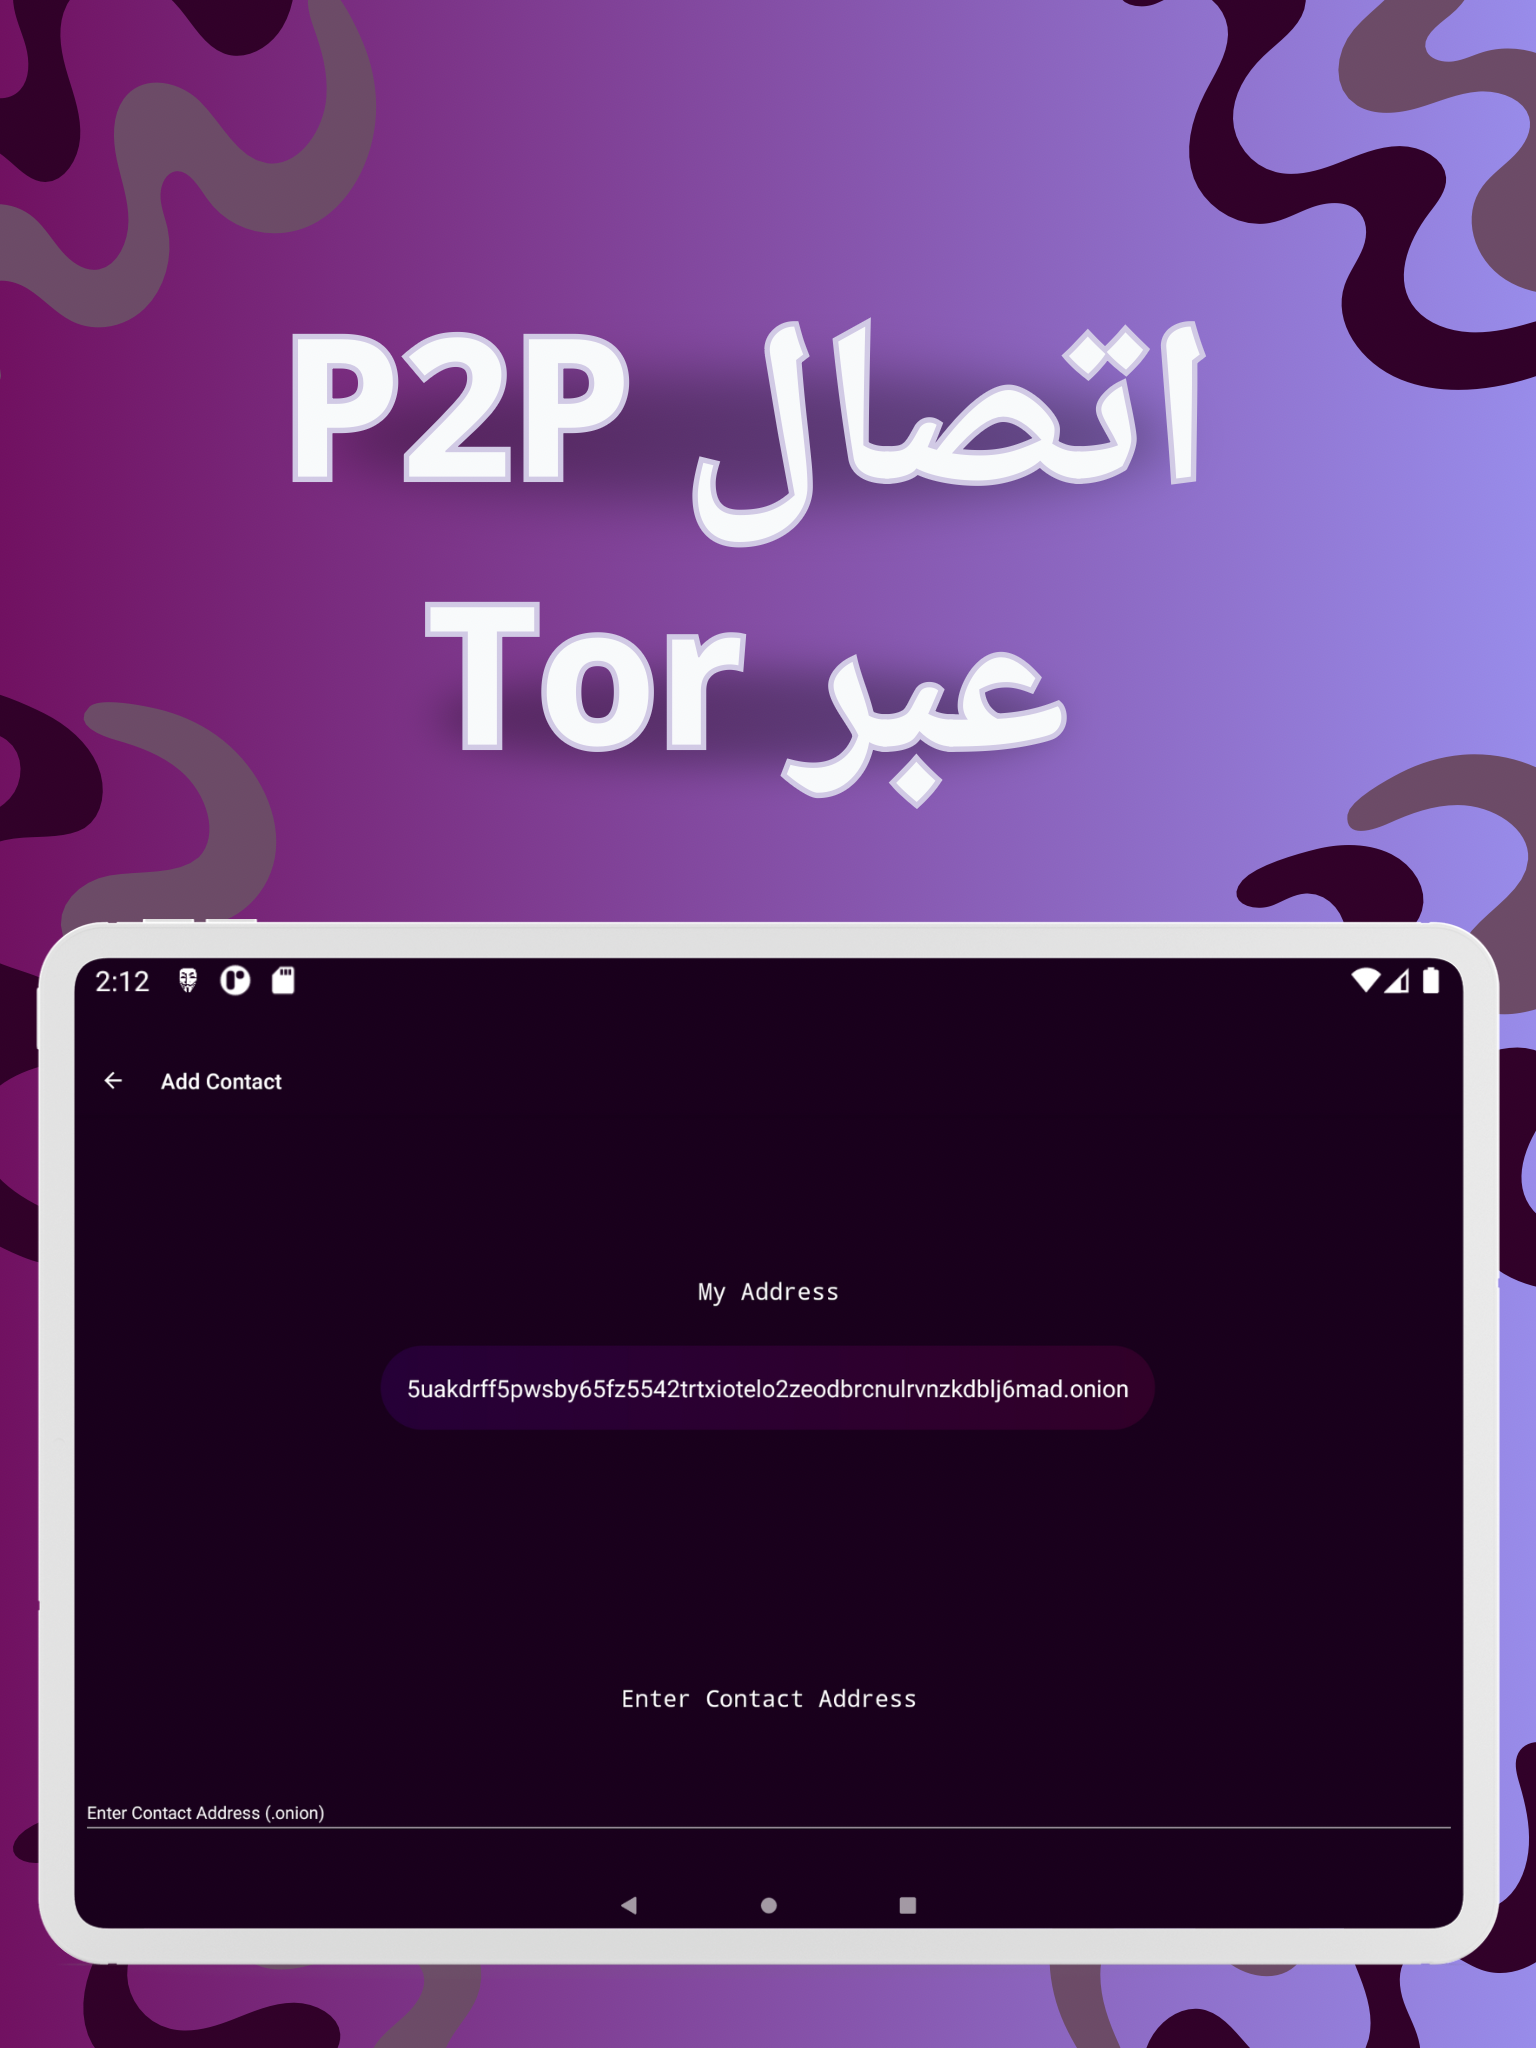 اتصال P2P
عبر Tor
2:12
Add Contact
My Address
5uakdrff5pwsby65fz5542trtxiotelo2zeodbrcnulrvnzkdblj6mad.onion
Enter Contact Address
Enter Contact Address (.onion)